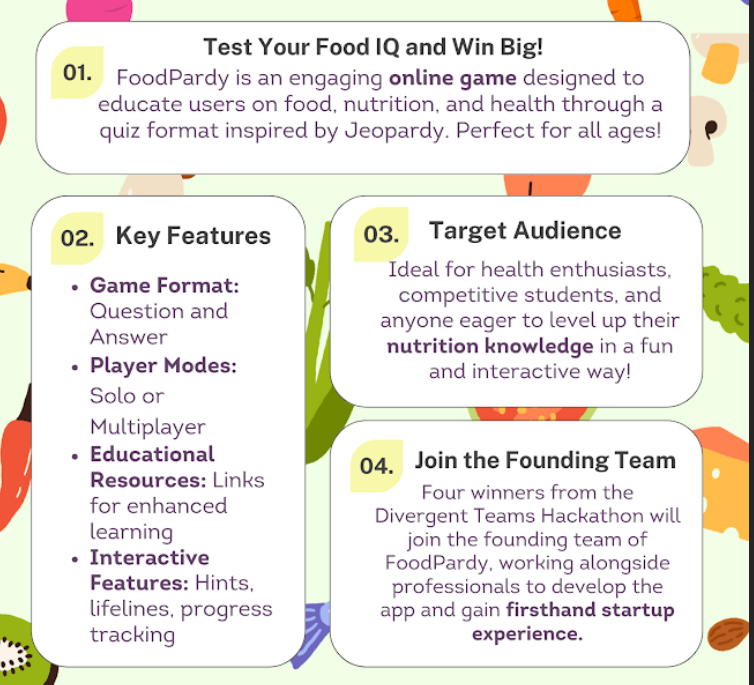 01.
Test Your Food IQ and Win Big!
FoodPardy is an engaging online game designed to
educate users on food, nutrition, and health through a
quiz format inspired by Jeopardy. Perfect for all ages!
02.
Key Features
• Game Format:
Question and
Answer
• Player Modes:
Solo or
Multiplayer
• Educational
Resources: Links
for enhanced
learning
• Interactive
Features: Hints,
lifelines, progress
tracking
03.
Target Audience
Ideal for health enthusiasts,
competitive students, and
anyone eager to level up their
nutrition knowledge in a fun
and interactive way!
04.
Join the Founding Team
Four winners from the
Divergent Teams Hackathon will
join the founding team of
FoodPardy, working alongside
professionals to develop the
app and gain firsthand startup
experience.